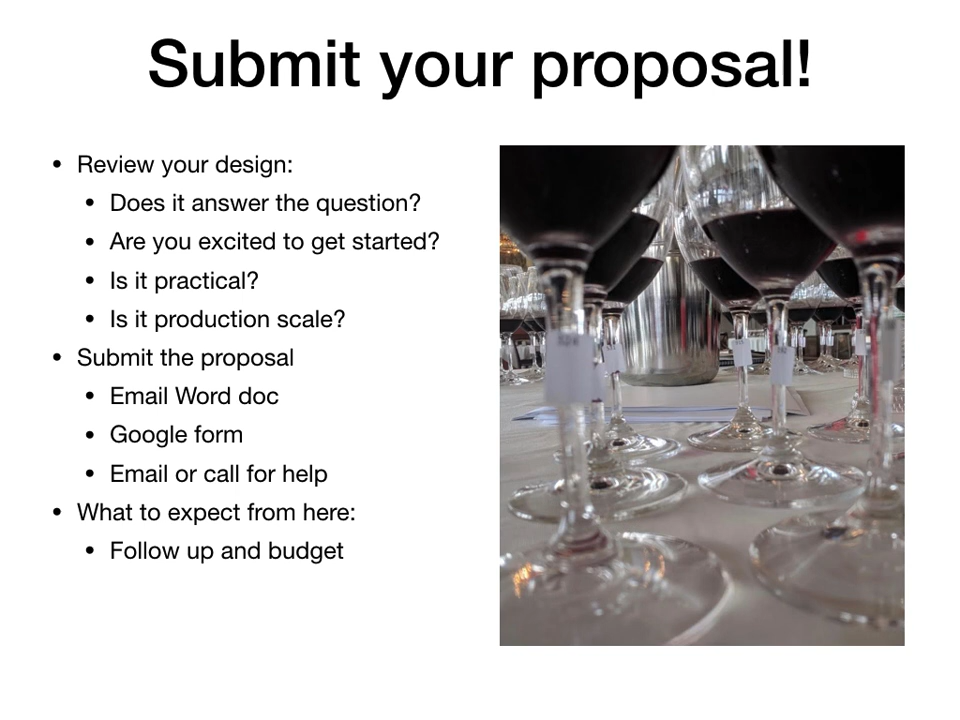 Submit your proposal!
• Review your design:
• Does it answer the question?
• Are you excited to get started?
• Is it practical?
• Is it production scale?
• Submit the proposal
• Email Word doc
• Google form
• Email or call for help
• What to expect from here:
• Follow up and budget